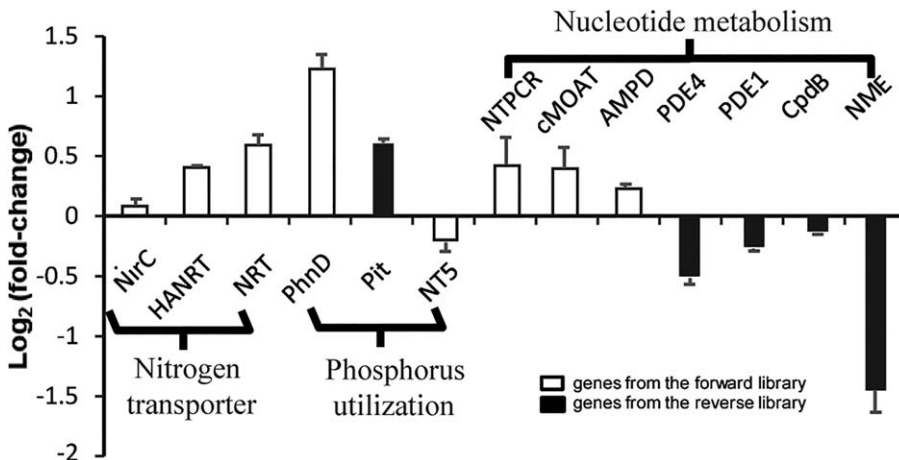 Nucleotide metabolism
1.5
1
0.5
0
-0.5
-1
-1.5
-2
Log2 (fold-change)
NTPCR
cMOAT
AMPD
PDE4
PDE1
CpdB
NME
NirC
HANRT
NRT
PhnD
Pit
NT5
Nitrogen
transporter
Phosphorus
utilization
genes from the forward library
genes from the reverse library